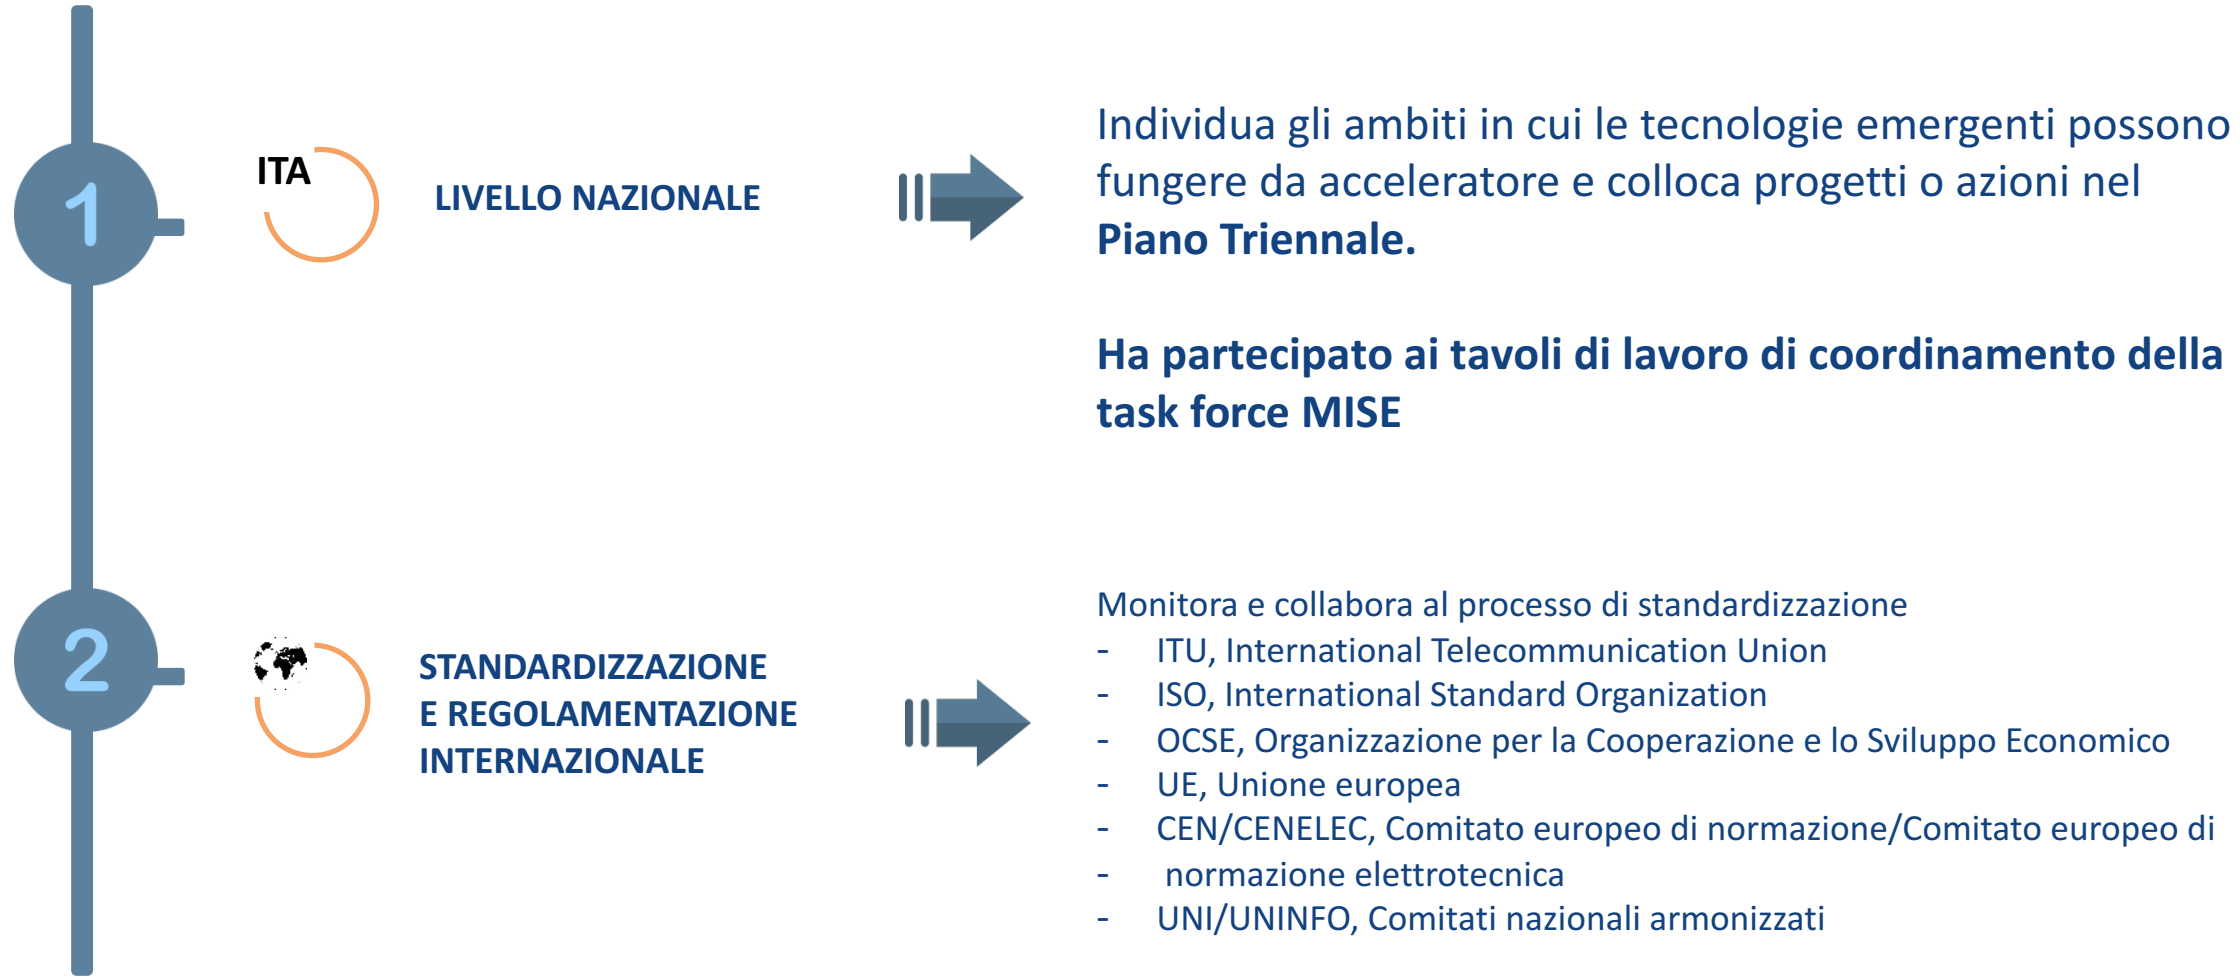 1
ITA
LIVELLO NAZIONALE
Individua gli ambiti in cui le tecnologie emergenti possono
fungere da acceleratore e colloca progetti o azioni nel
Piano Triennale.
Ha partecipato ai tavoli di lavoro di coordinamento della
task force MISE
2
STANDARDIZZAZIONE
E REGOLAMENTAZIONE
INTERNAZIONALE
Monitora e collabora al processo di standardizzazione
- ITU, International Telecommunication Union
- ISO, International Standard Organization
- OCSE, Organizzazione per la Cooperazione e lo Sviluppo Economico
- UE, Unione europea
- CEN/CENELEC, Comitato europeo di normazione/Comitato europeo di
- normazione elettrotecnica
- UNI/UNINFO, Comitati nazionali armonizzati